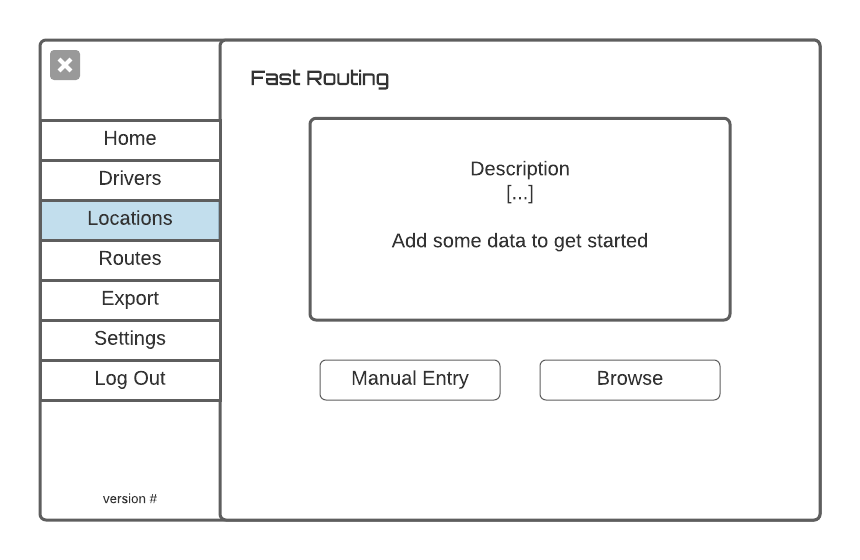 Fast Routing
Home
Drivers
Locations
Routes
Export
Settings
Log Out
version #
Description
[...]
Add some data to get started
Manual Entry
Browse